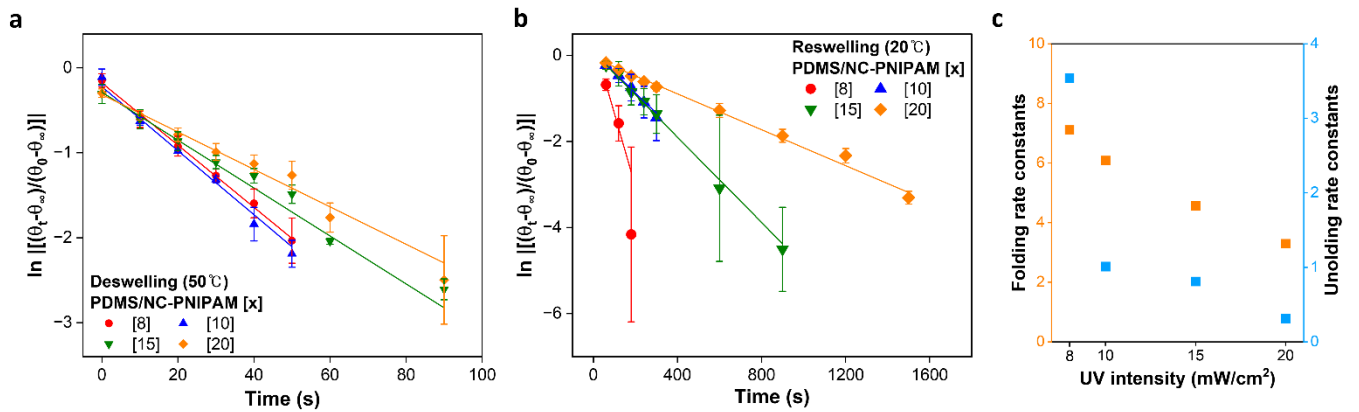 a
ln |[(θt-θ∞)/(θ0-θ∞)]|
0
−1
−2
−3
Deswelling (50℃)
PDMS/NC-PNIPAM [x]
[8] [10]
[15] [20]
0 20 40 60 80 100
Time (s)
b
ln |[(θt-θ∞)/(θ0-θ∞)]|
0
−2
−4
−6
Reswelling (20℃)
PDMS/NC-PNIPAM [x]
[8] [10]
[15] [20]
0 400 800 1200 1600
Time (s)
c
Folding rate constants
10
8
6
4
2
0
4
3
2
1
0
Unolding rate constants
8 10 15 20
UV intensity (mW/cm²)